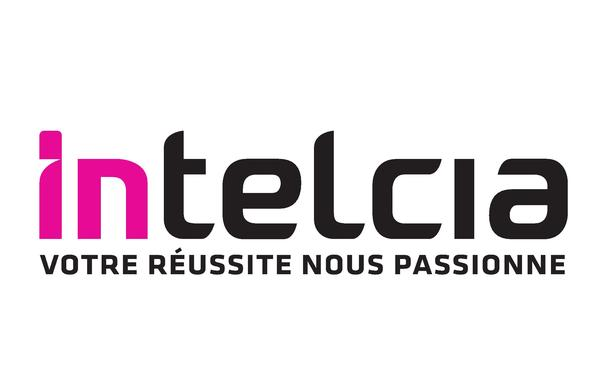 intelcia
VOTRE RÉUSSITE NOUS PASSIONNE